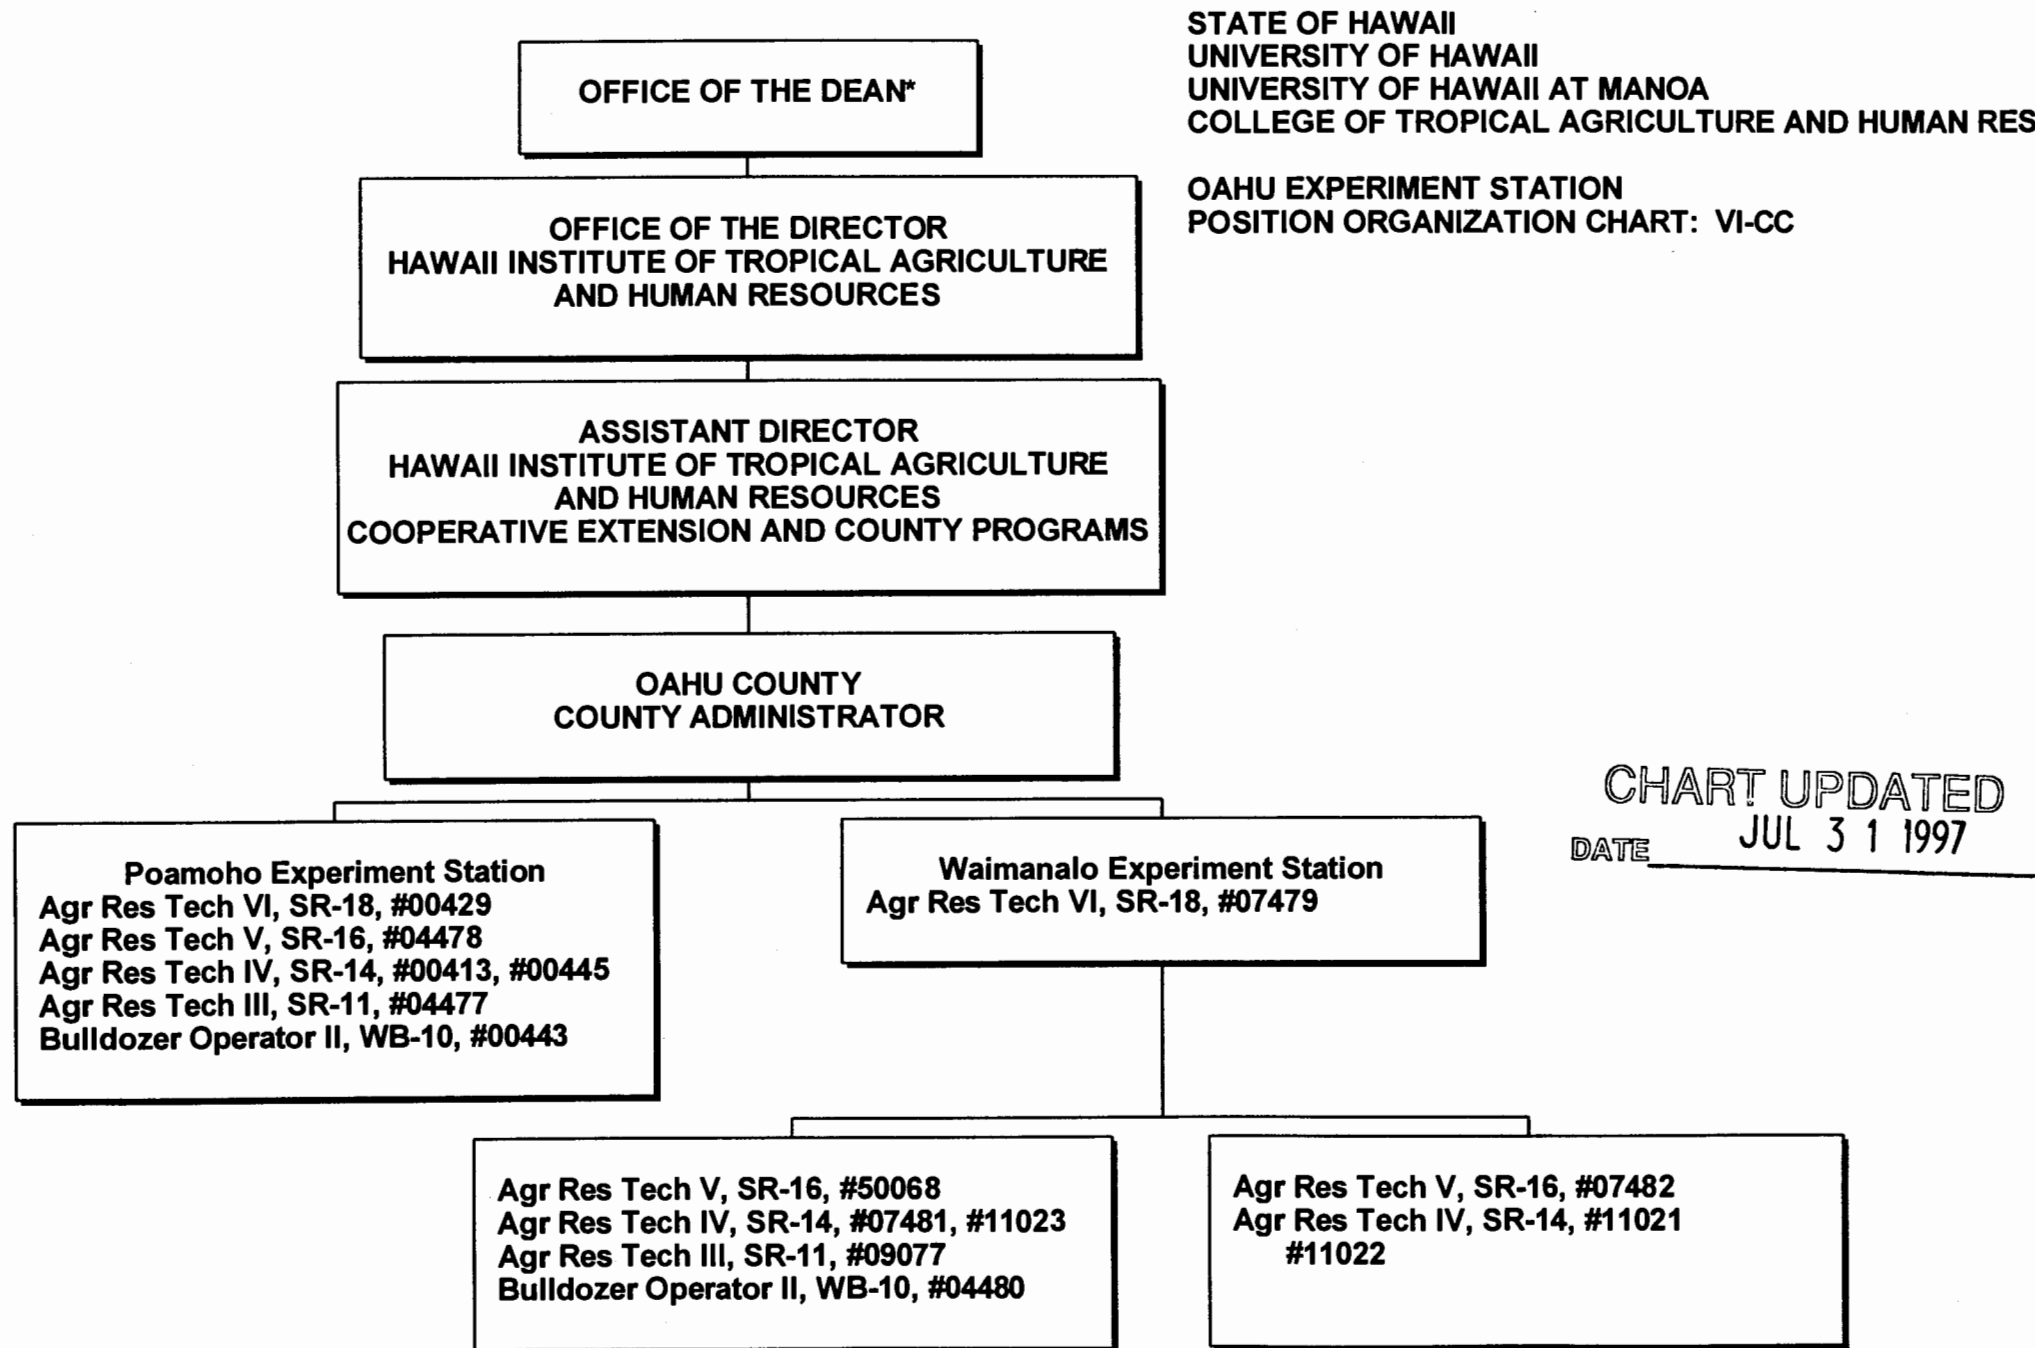 STATE OF HAWAII
UNIVERSITY OF HAWAII
UNIVERSITY OF HAWAII AT MANOA
COLLEGE OF TROPICAL AGRICULTURE AND HUMAN RES
OAHU EXPERIMENT STATION
POSITION ORGANIZATION CHART: VI-CC
OFFICE OF THE DEAN*
OFFICE OF THE DIRECTOR
HAWAII INSTITUTE OF TROPICAL AGRICULTURE
AND HUMAN RESOURCES
ASSISTANT DIRECTOR
HAWAII INSTITUTE OF TROPICAL AGRICULTURE
AND HUMAN RESOURCES
COOPERATIVE EXTENSION AND COUNTY PROGRAMS
OAHU COUNTY
COUNTY ADMINISTRATOR
CHART UPDATED
DATE JUL 31 1997
Poamoho Experiment Station
Agr Res Tech VI, SR-18, #00429
Agr Res Tech V, SR-16, #04478
Agr Res Tech IV, SR-14, #00413, #00445
Agr Res Tech III, SR-11, #04477
Bulldozer Operator II, WB-10, #00443
Waimanalo Experiment Station
Agr Res Tech VI, SR-18, #07479
Agr Res Tech V, SR-16, #50068
Agr Res Tech IV, SR-14, #07481, #11023
Agr Res Tech III, SR-11, #09077
Bulldozer Operator II, WB-10, #04480
Agr Res Tech V, SR-16, #07482
Agr Res Tech IV, SR-14, #11021
#11022